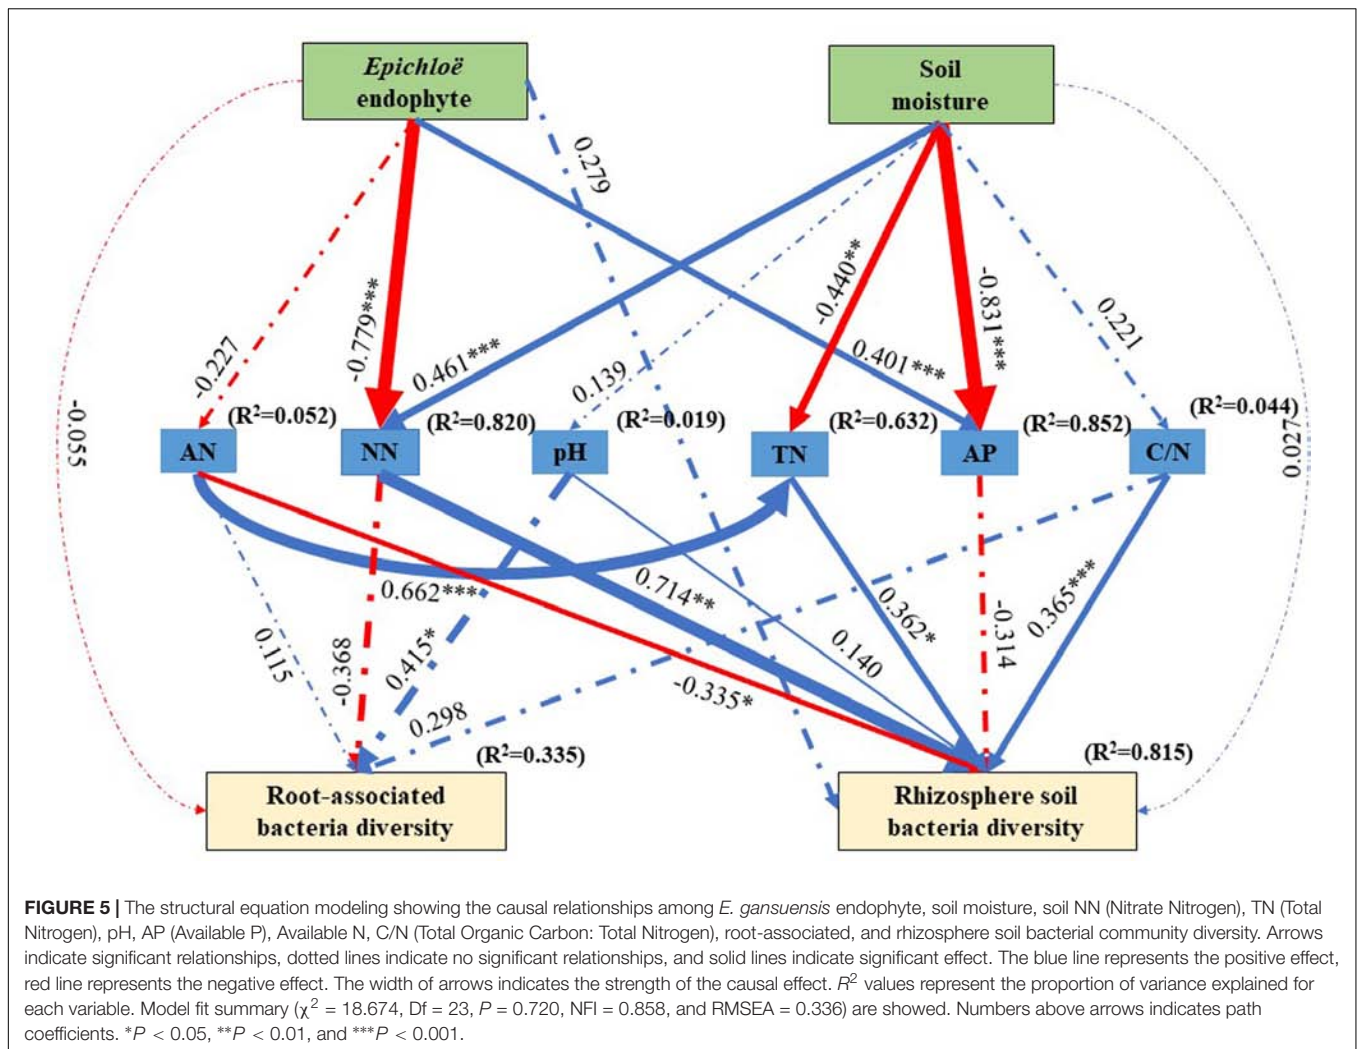 Epichloë
endophyte
Soil
moisture
0.279
-0.227
-0.779***
0.461***
0.139
-0.440**
0.401***
-0.831***
0.221
-0.055
0.027
(R²=0.052)
(R²=0.820)
(R²=0.019)
(R²=0.632)
(R²=0.852)
(R²=0.044)
AN
NN
pH
TN
AP
C/N
0.662***
0.714**
0.362*
-0.314
0.365***
0.115
-0.368
0.415*
0.298
-0.335*
0.140
(R²=0.335)
(R²=0.815)
Root-associated
bacteria diversity
Rhizosphere soil
bacteria diversity
FIGURE 5 | The structural equation modeling showing the causal relationships among E. gansuensis endophyte, soil moisture, soil NN (Nitrate Nitrogen), TN (Total
Nitrogen), pH, AP (Available P), Available N, C/N (Total Organic Carbon: Total Nitrogen), root-associated, and rhizosphere soil bacterial community diversity. Arrows
indicate significant relationships, dotted lines indicate no significant relationships, and solid lines indicate significant effect. The blue line represents the positive effect,
red line represents the negative effect. The width of arrows indicates the strength of the causal effect. R² values represent the proportion of variance explained for
each variable. Model fit summary (χ² = 18.674, Df = 23, P = 0.720, NFI = 0.858, and RMSEA = 0.336) are showed. Numbers above arrows indicates path
coefficients. *P < 0.05, **P < 0.01, and ***P < 0.001.